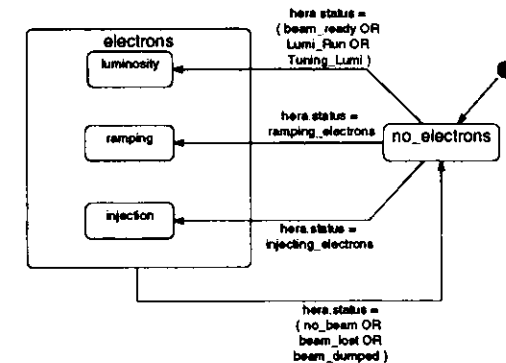 hera.status =
( beam_ready OR
Lumi_Run OR
Tuning_Lumi )
electrons
luminosity
hera.status =
ramping_electrons
ramping
no_electrons
injection
hera.status =
injecting_electrons
hera.status =
( no_beam OR
beam_lost OR
beam_dumped )